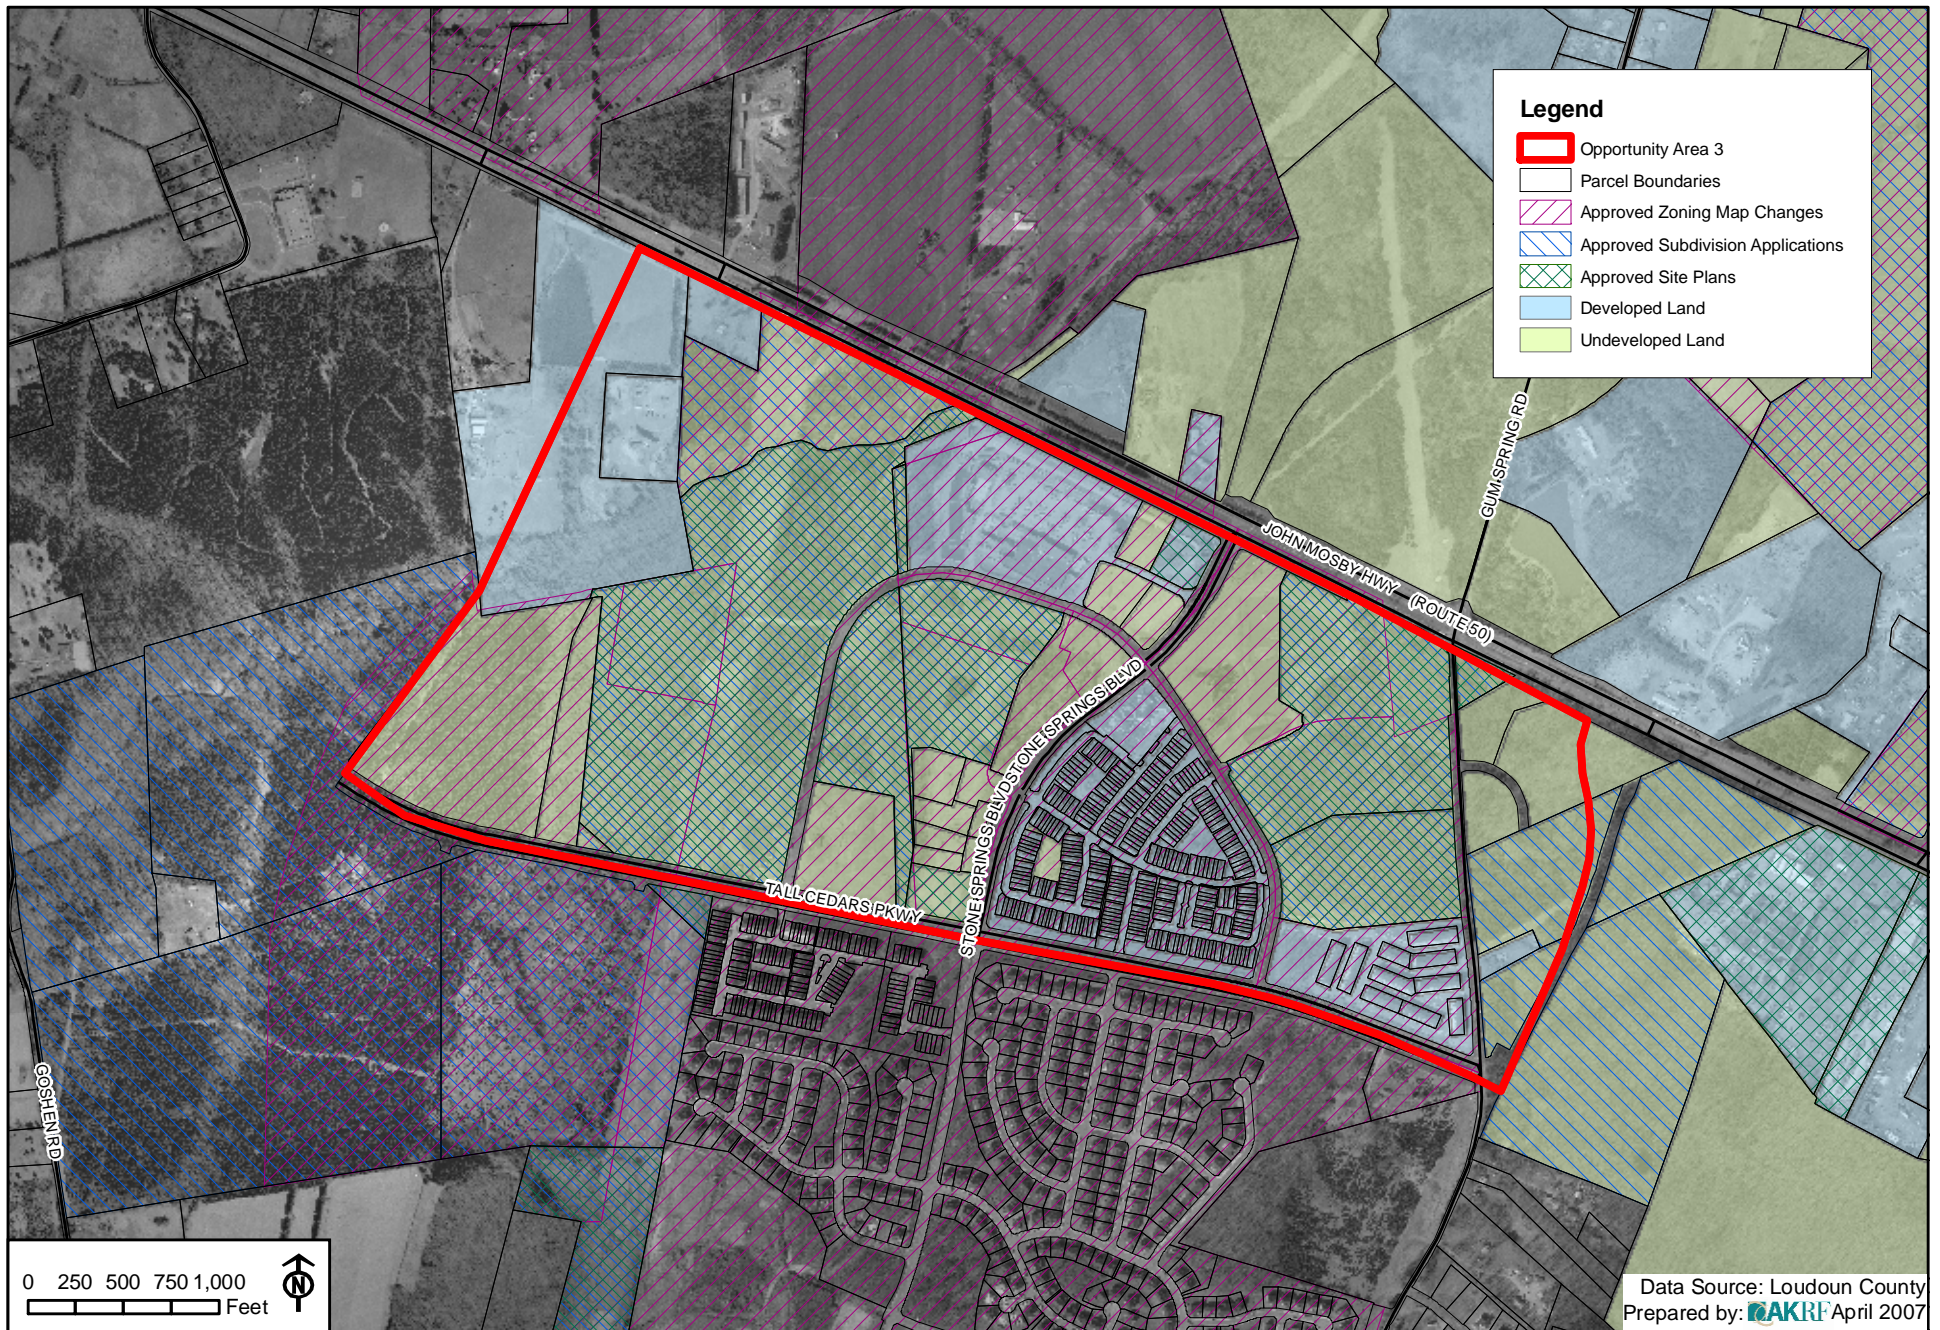 Legend
Opportunity Area 3
Parcel Boundaries
Approved Zoning Map Changes
Approved Subdivision Applications
Approved Site Plans
Developed Land
Undeveloped Land
GUM SPRING RD
JOHN MOSBY HWY (ROUTE 50)
STONE SPRINGS BLVD
STONE SPRINGS BLVD
TALL CEDARS PKWY
GOSHEN RD
0 250 500 750 1,000
Feet
N
Data Source: Loudoun County
Prepared by: AKRF April 2007